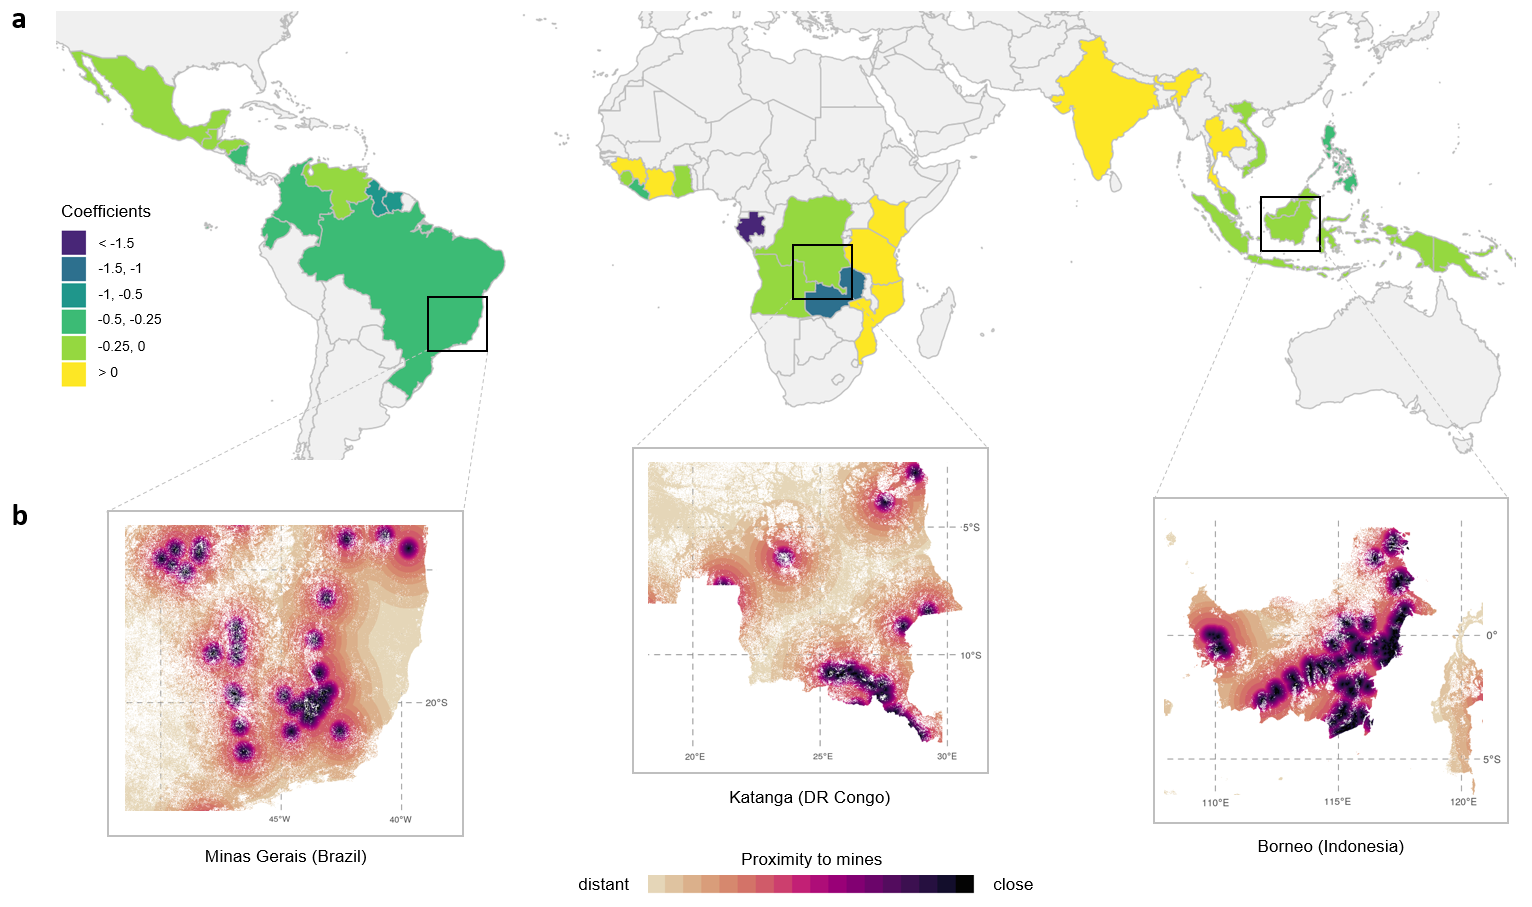 a
Coefficients
< -1.5
-1.5, -1
-1, -0.5
-0.5, -0.25
-0.25, 0
> 0
b
20°S
45°W
40°W
Minas Gerais (Brazil)
5°S
10°S
20°E
25°E
30°E
Katanga (DR Congo)
0°
5°S
110°E
115°E
120°E
Borneo (Indonesia)
Proximity to mines
distant
close